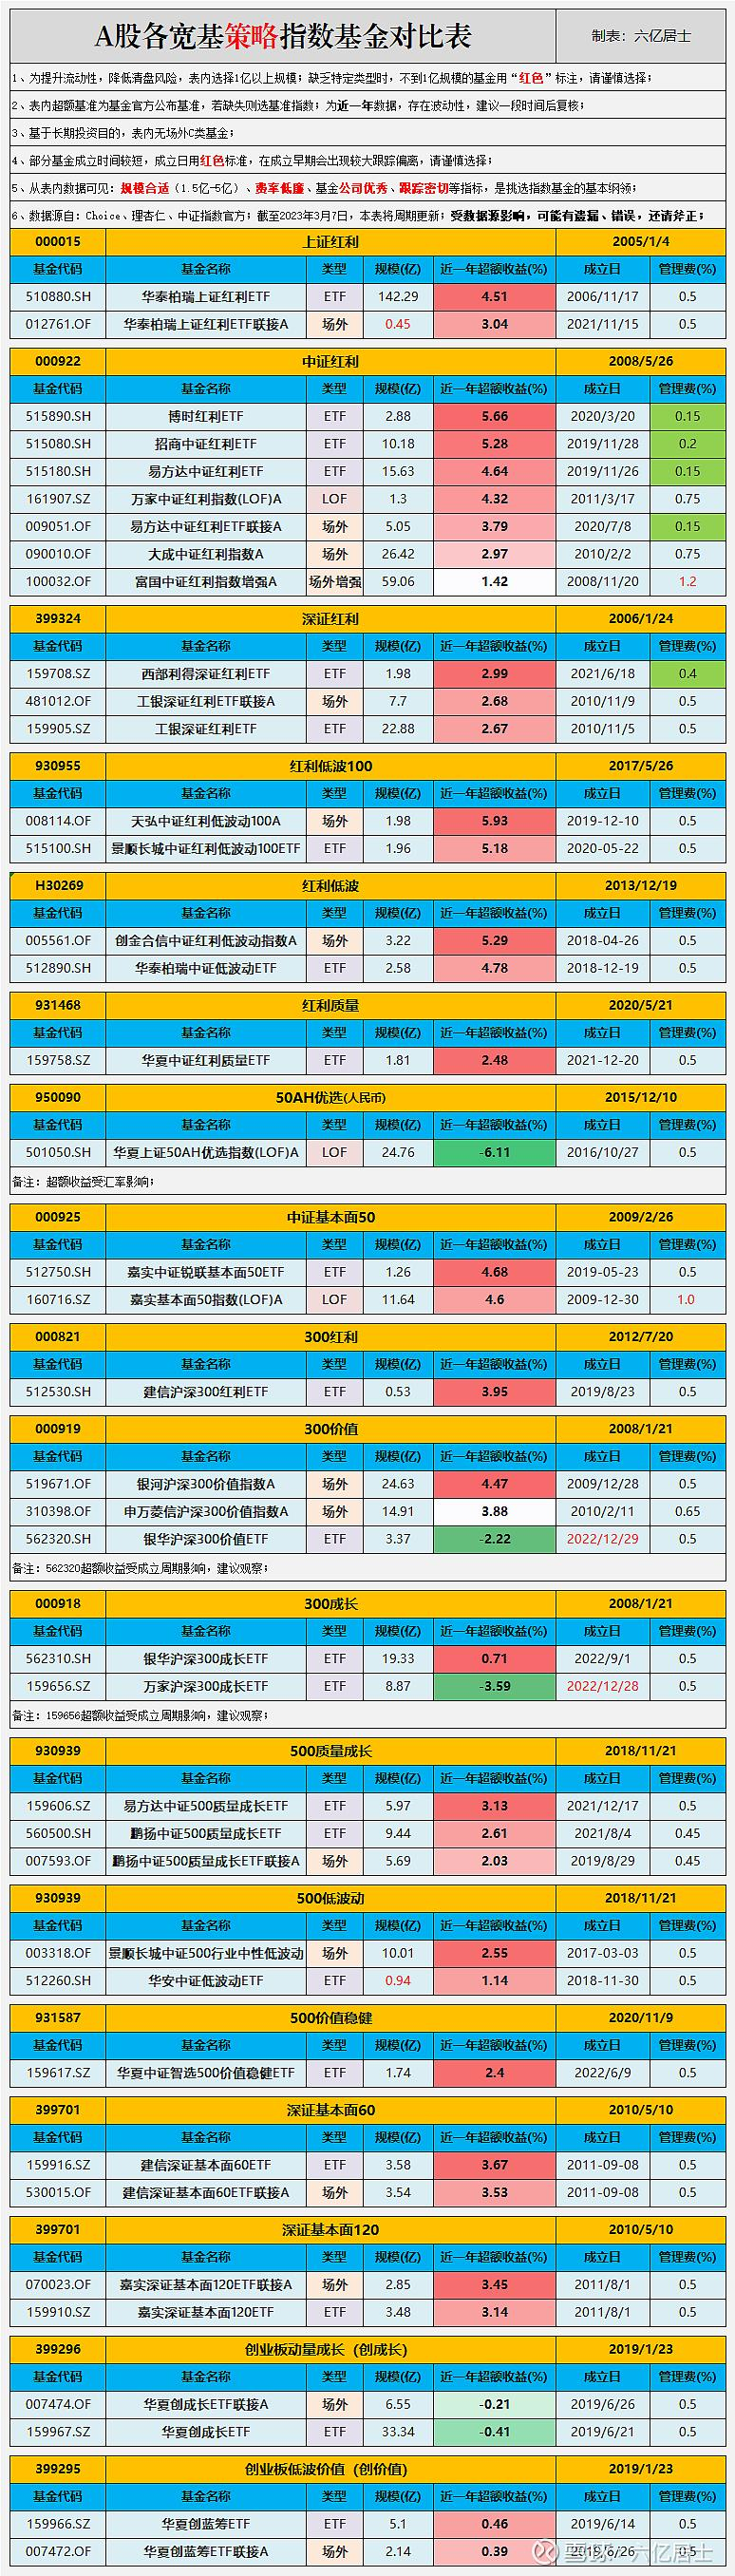 A股各宽基策略指数基金对比表 制表：六亿居士
1、为提升流动性，降低清盘风险，表内选择1亿以上规模；缺乏特定类型时，不到1亿规模的基金用“红色”标注，请谨慎选择；
2、表内超额基准为基金官方公布基准，若缺失则选基准指数；为近一年数据，存在波动性，建议一段时间后复核；
3、基于长期投资目的，表内无场外C类基金；
4、部分基金成立时间较短，成立日用红色标准，在成立早期会出现较大跟踪偏离，请谨慎选择；
5、从表内数据可见：规模合适（1.5亿-5亿）、费率低廉、基金公司优秀、跟踪密切等指标，是挑选指数基金的基本纲领；
6、数据源自：Choice、理杏仁、中证指数官方；截至2023年3月7日，本表将周期更新；受数据源影响，可能有遗漏、错误，还请斧正；
000015 上证红利 2005/1/4
基金代码 基金名称 类型 规模(亿) 近一年超额收益(%) 成立日 管理费(%)
510880.SH 华泰柏瑞上证红利ETF ETF 142.29 4.51 2006/11/17 0.5
012761.OF 华泰柏瑞上证红利ETF联接A 场外 0.45 3.04 2021/11/15 0.5
000922 中证红利 2008/5/26
基金代码 基金名称 类型 规模(亿) 近一年超额收益(%) 成立日 管理费(%)
515890.SH 博时红利ETF ETF 2.88 5.66 2020/3/20 0.15
515080.SH 招商中证红利ETF ETF 10.18 5.28 2019/11/28 0.2
515180.SH 易方达中证红利ETF ETF 15.63 4.64 2019/11/26 0.15
161907.SZ 万家中证红利指数(LOF)A LOF 1.3 4.32 2011/3/17 0.75
009051.OF 易方达中证红利ETF联接A 场外 5.05 3.79 2020/7/8 0.15
090010.OF 大成中证红利指数A 场外 26.42 2.97 2010/2/2 0.75
100032.OF 富国中证红利指数增强A 场外增强 59.06 1.42 2008/11/20 1.2
399324 深证红利 2006/1/24
基金代码 基金名称 类型 规模(亿) 近一年超额收益(%) 成立日 管理费(%)
159708.SZ 西部利得深证红利ETF ETF 1.98 2.99 2021/6/18 0.4
481012.OF 工银深证红利ETF联接A 场外 7.7 2.68 2010/11/9 0.5
159905.SZ 工银深证红利ETF ETF 22.88 2.67 2010/11/5 0.5
930955 红利低波100 2017/5/26
基金代码 基金名称 类型 规模(亿) 近一年超额收益(%) 成立日 管理费(%)
008114.OF 天弘中证红利低波动100A 场外 1.98 5.93 2019-12-10 0.5
515100.SH 景顺长城中证红利低波动100ETF ETF 1.96 5.18 2020-05-22 0.5
H30269 红利低波 2013/12/19
基金代码 基金名称 类型 规模(亿) 近一年超额收益(%) 成立日 管理费(%)
005561.OF 创金合信中证红利低波动指数A 场外 3.22 5.29 2018-04-26 0.5
512890.SH 华泰柏瑞中证低波动ETF ETF 2.58 4.78 2018-12-19 0.5
931468 红利质量 2020/5/21
基金代码 基金名称 类型 规模(亿) 近一年超额收益(%) 成立日 管理费(%)
159758.SZ 华夏中证红利质量ETF ETF 1.81 2.48 2021-12-20 0.5
950090 50AH优选(人民币) 2015/12/10
基金代码 基金名称 类型 规模(亿) 近一年超额收益(%) 成立日 管理费(%)
501050.SH 华夏上证50AH优选指数(LOF)A LOF 24.76 -6.11 2016/10/27 0.5
备注：超额收益受汇率影响；
000925 中证基本面50 2009/2/26
基金代码 基金名称 类型 规模(亿) 近一年超额收益(%) 成立日 管理费(%)
512750.SH 嘉实中证锐联基本面50ETF ETF 1.26 4.68 2019-05-23 0.5
160716.SZ 嘉实基本面50指数(LOF)A LOF 11.64 4.6 2009-12-30 1.0
000821 300红利 2012/7/20
基金代码 基金名称 类型 规模(亿) 近一年超额收益(%) 成立日 管理费(%)
512530.SH 建信沪深300红利ETF ETF 0.53 3.95 2019/8/23 0.5
000919 300价值 2008/1/21
基金代码 基金名称 类型 规模(亿) 近一年超额收益(%) 成立日 管理费(%)
519671.OF 银河沪深300价值指数A 场外 24.63 4.47 2009/12/28 0.5
310398.OF 申万菱信沪深300价值指数A 场外 14.91 3.88 2010/2/11 0.65
562320.SH 银华沪深300价值ETF ETF 3.37 -2.22 2022/12/29 0.5
备注：562320超额收益受成立周期影响，建议观察；
000918 300成长 2008/1/21
基金代码 基金名称 类型 规模(亿) 近一年超额收益(%) 成立日 管理费(%)
562310.SH 银华沪深300成长ETF ETF 19.33 0.71 2022/9/1 0.5
159656.SZ 万家沪深300成长ETF ETF 8.87 -3.59 2022/12/28 0.5
备注：159656超额收益受成立周期影响，建议观察；
930939 500质量成长 2018/11/21
基金代码 基金名称 类型 规模(亿) 近一年超额收益(%) 成立日 管理费(%)
159606.SZ 易方达中证500质量成长ETF ETF 5.97 3.13 2021/12/17 0.5
560500.SH 鹏扬中证500质量成长ETF ETF 9.44 2.61 2021/8/4 0.45
007593.OF 鹏扬中证500质量成长ETF联接A 场外 5.69 2.03 2019/8/29 0.45
930939 500低波动 2018/11/21
基金代码 基金名称 类型 规模(亿) 近一年超额收益(%) 成立日 管理费(%)
003318.OF 景顺长城中证500行业中性低波动 场外 10.01 2.55 2017-03-03 0.5
512260.SH 华安中证低波动ETF ETF 0.94 1.14 2018-11-30 0.5
931587 500价值稳健 2020/11/9
基金代码 基金名称 类型 规模(亿) 近一年超额收益(%) 成立日 管理费(%)
159617.SZ 华夏中证智选500价值稳健ETF ETF 1.74 2.4 2022/6/9 0.5
399701 深证基本面60 2010/5/10
基金代码 基金名称 类型 规模(亿) 近一年超额收益(%) 成立日 管理费(%)
159916.SZ 建信深证基本面60ETF ETF 3.58 3.67 2011-09-08 0.5
530015.OF 建信深证基本面60ETF联接A 场外 3.54 3.53 2011-09-08 0.5
399701 深证基本面120 2010/5/10
基金代码 基金名称 类型 规模(亿) 近一年超额收益(%) 成立日 管理费(%)
070023.OF 嘉实深证基本面120ETF联接A 场外 2.85 3.45 2011/8/1 0.5
159910.SZ 嘉实深证基本面120ETF ETF 3.48 3.14 2011/8/1 0.5
399296 创业板动量成长（创成长） 2019/1/23
基金代码 基金名称 类型 规模(亿) 近一年超额收益(%) 成立日 管理费(%)
007474.OF 华夏创成长ETF联接A 场外 6.55 -0.21 2019/6/26 0.5
159967.SZ 华夏创成长ETF ETF 33.34 -0.41 2019/6/21 0.5
399295 创业板低波价值（创价值） 2019/1/23
基金代码 基金名称 类型 规模(亿) 近一年超额收益(%) 成立日 管理费(%)
159966.SZ 华夏创蓝筹ETF ETF 5.1 0.46 2019/6/14 0.5
007472.OF 华夏创蓝筹ETF联接A 场外 2.14 0.39 2019/6/26 0.5
雪球：六亿居士